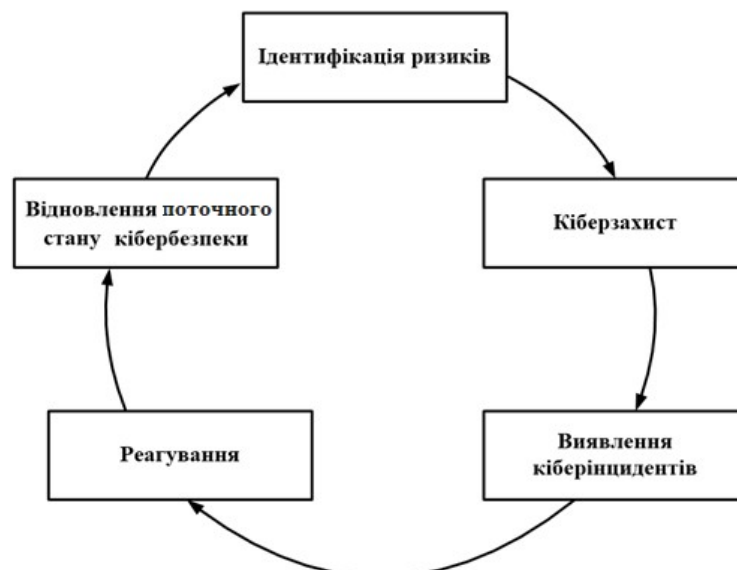 Ідентифікація ризиків
Кіберзахист
Виявлення
кіберінцидентів
Реагування
Відновлення поточного
стану кібербезпеки